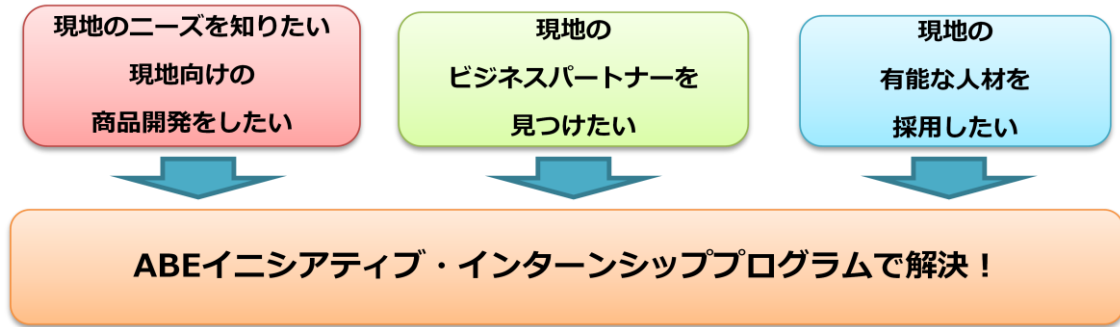 現地のニーズを知りたい
現地向けの
商品開発をしたい
現地の
ビジネスパートナーを
見つけたい
現地の
有能な人材を
採用したい
ABEイニシアティブ・インターンシッププログラムで解決！